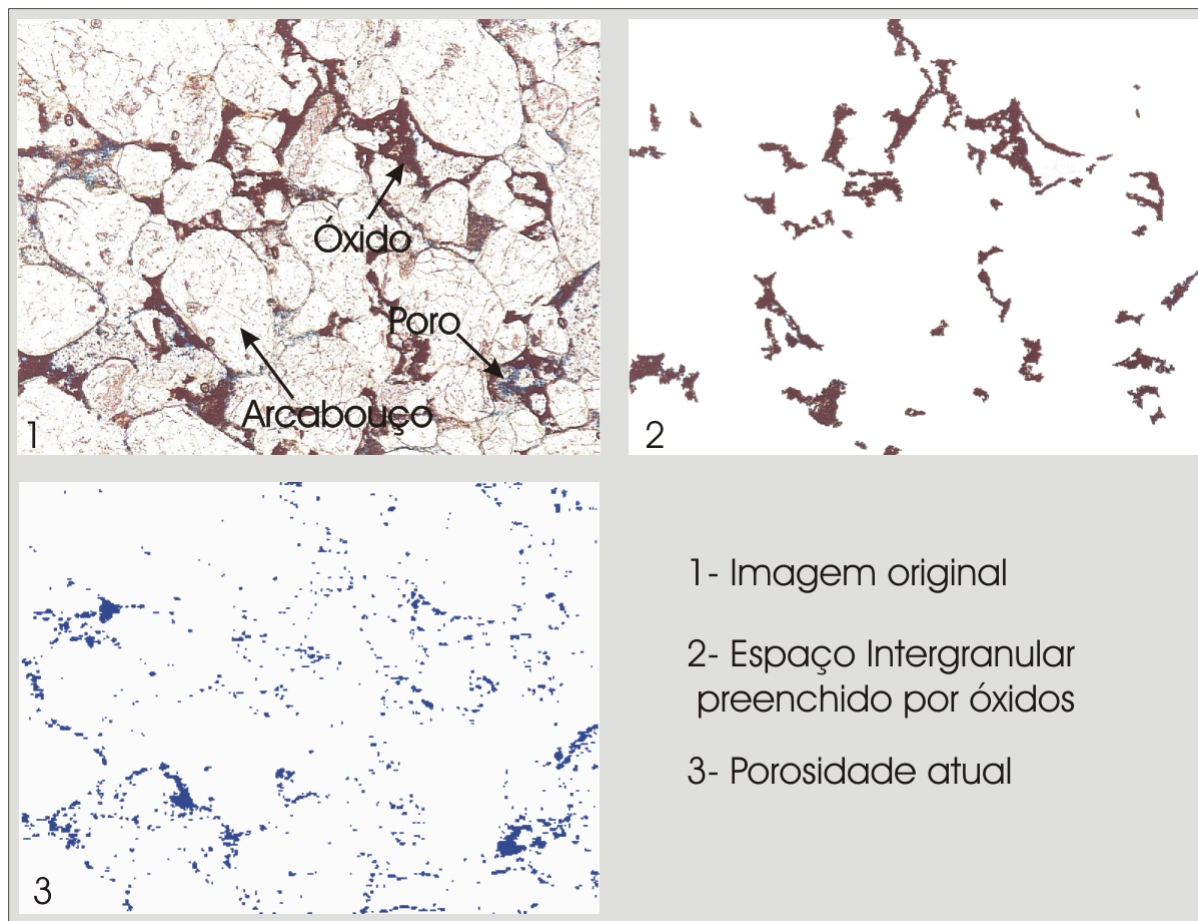 Óxido
Poro
Arcabouço
1
2
3
1- Imagem original
2- Espaço Intergranular
preenchido por óxidos
3- Porosidade atual